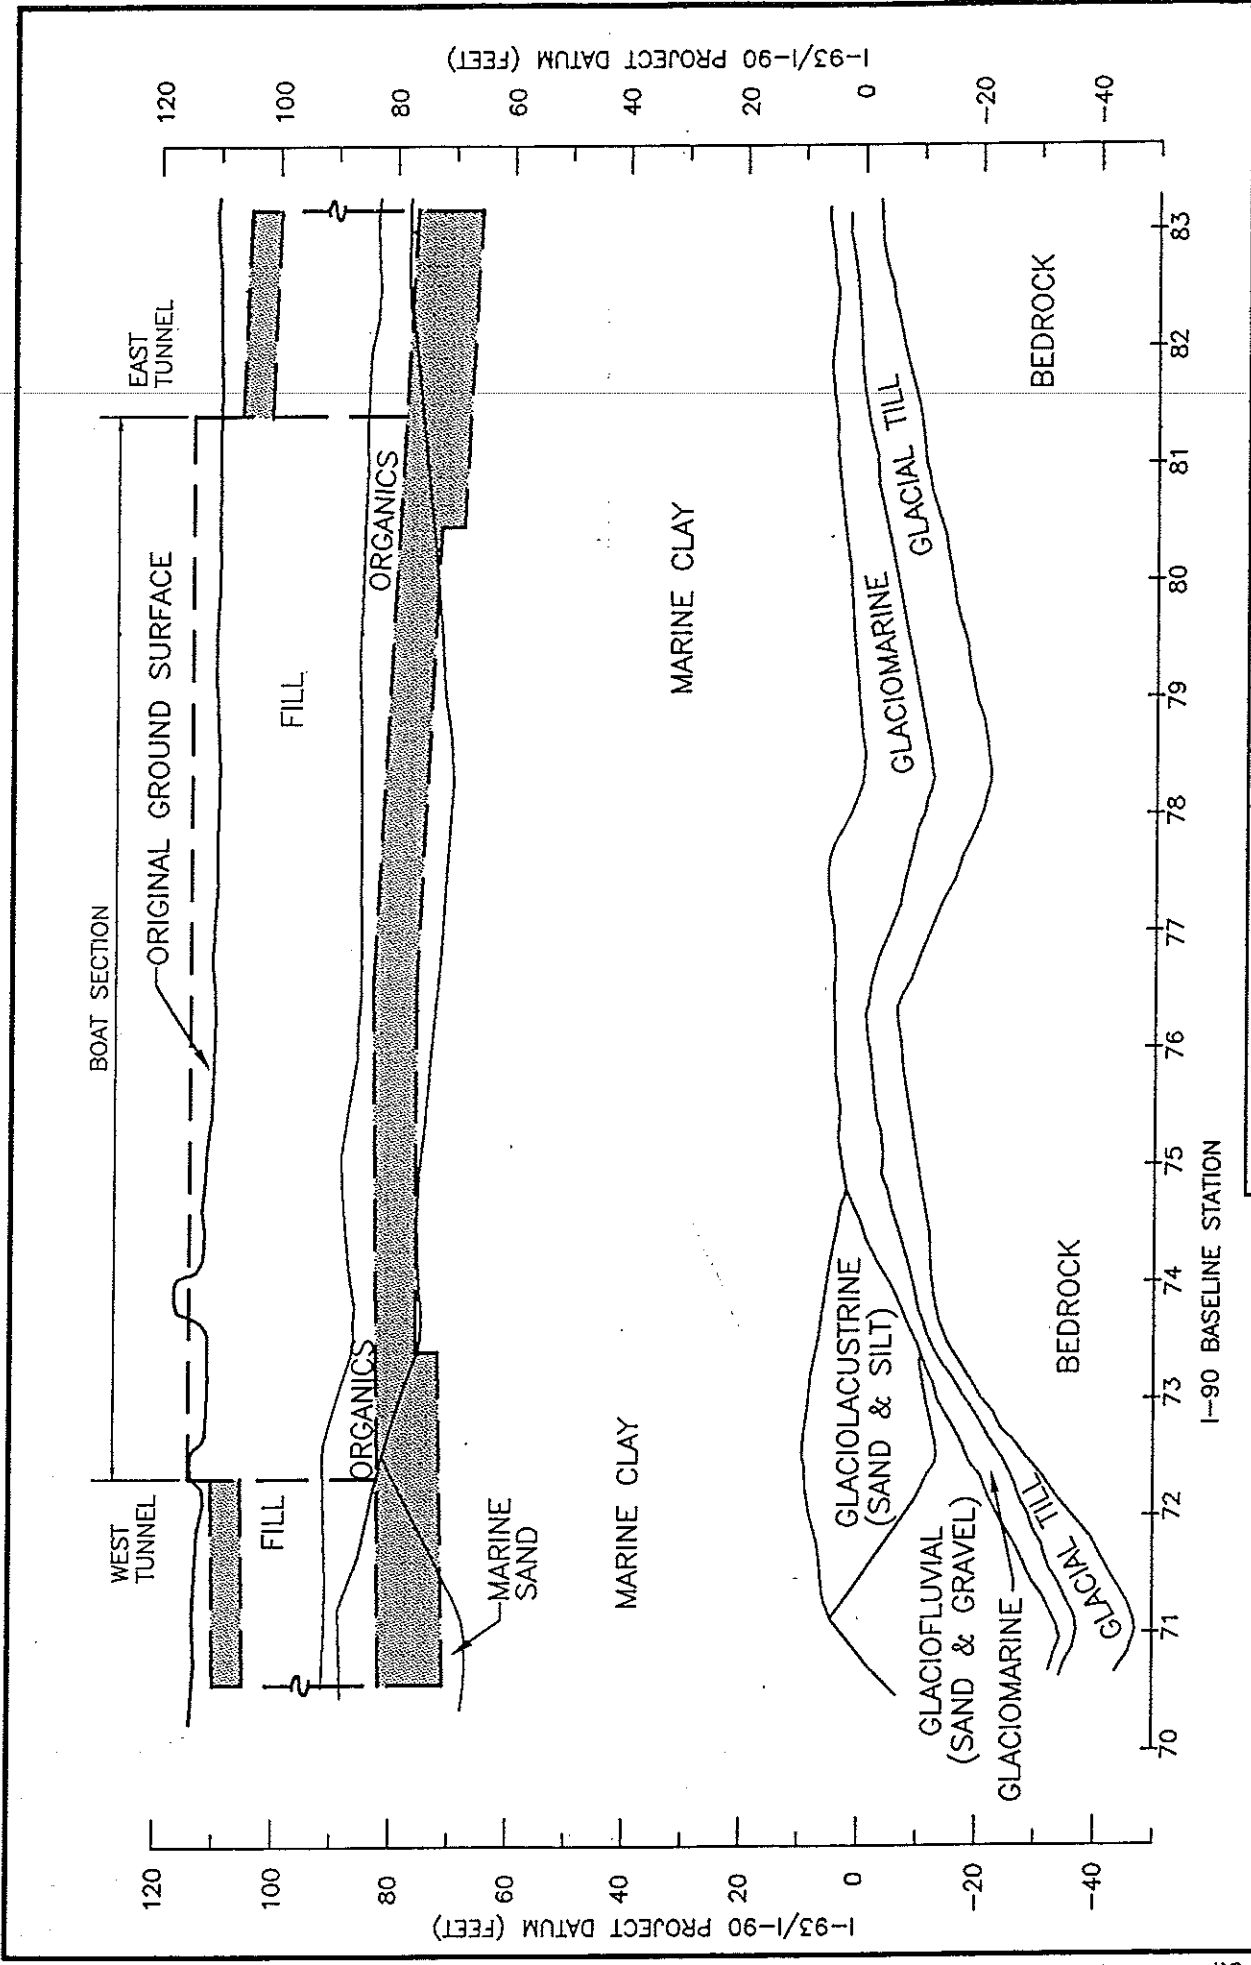 BOAT SECTION
WEST
TUNNEL
EAST
TUNNEL
ORIGINAL GROUND SURFACE
120
100
80
60
40
20
0
-20
-40
I-93/I-90 PROJECT DATUM (FEET)
FILL
FILL
ORGANICS
ORGANICS
MARINE
SAND
MARINE CLAY
MARINE CLAY
GLACIOLACUSTRINE
(SAND & SILT)
GLACIOFLUVIAL
(SAND & GRAVEL)
GLACIOMARINE
GLACIAL TILL
GLACIOMARINE
GLACIAL TILL
BEDROCK
BEDROCK
120
100
80
60
40
20
0
-20
-40
I-93/I-90 PROJECT DATUM (FEET)
70 71 72 73 74 75 76 77 78 79 80 81 82 83
I-90 BASELINE STATION